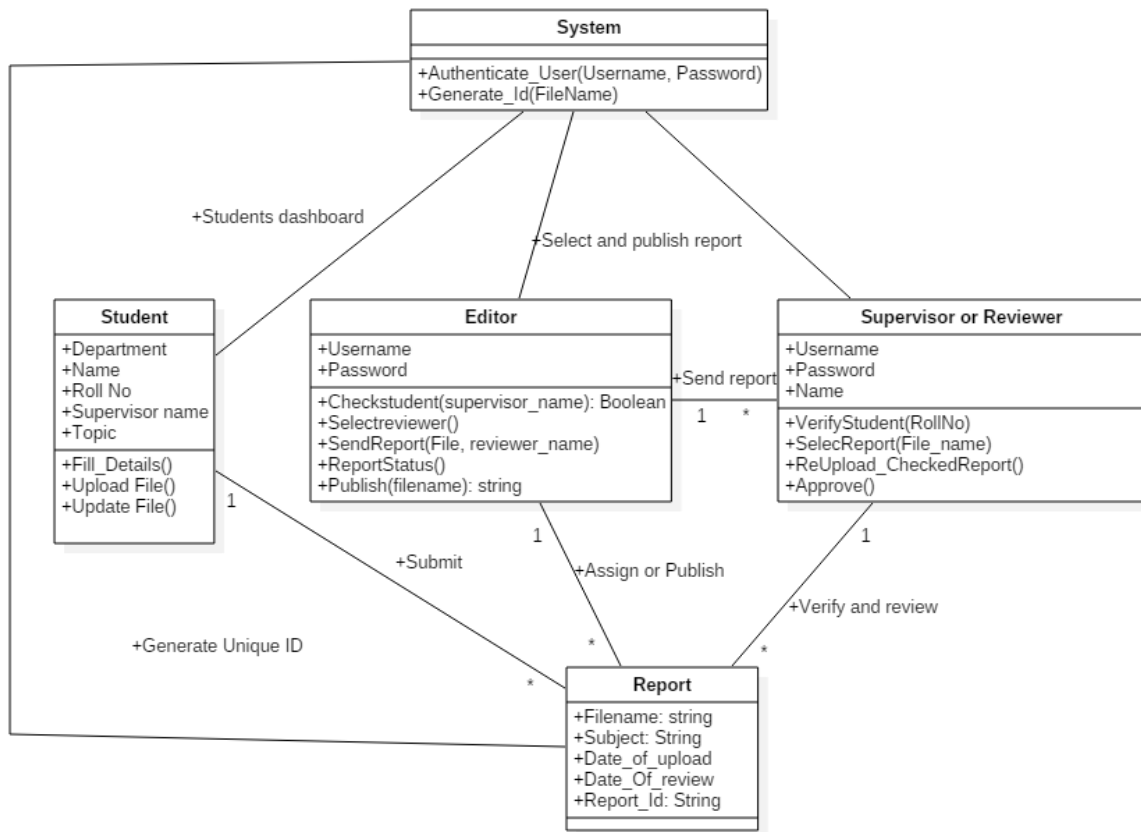 System
+Authenticate_User(Username, Password)
+Generate_Id(FileName)
+Students dashboard
+Select and publish report
Student
+Department
+Name
+Roll No
+Supervisor name
+Topic
+Fill_Details()
+Upload File()
+Update File()
Editor
+Username
+Password
+Checkstudent(supervisor_name): Boolean
+Selectreviewer()
+SendReport(File, reviewer_name)
+ReportStatus()
+Publish(filename): string
+Send report
1
*
Supervisor or Reviewer
+Username
+Password
+Name
+VerifyStudent(RollNo)
+SelecReport(File_name)
+ReUpload_CheckedReport()
+Approve()
1
+Submit
*
1
+Assign or Publish
*
1
+Verify and review
*
+Generate Unique ID
Report
+Filename: string
+Subject: String
+Date_of_upload
+Date_Of_review
+Report_Id: String